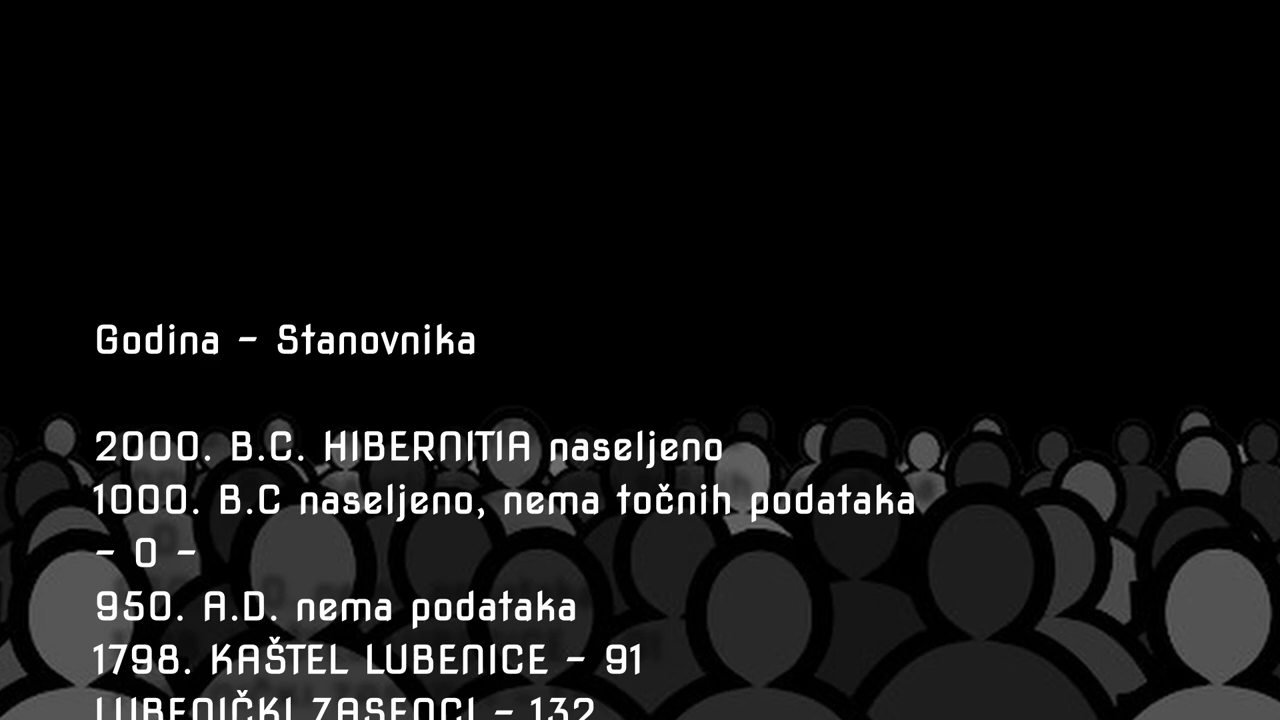 Godina - Stanovnika
2000. B.C. HIBERNITIA naseljeno
1000. B.C naseljeno, nema točnih podataka
- 0 -
950. A.D. nema podataka
1798. KAŠTEL LUBENICE - 91
LUBENIČKI ZASENCI - 132